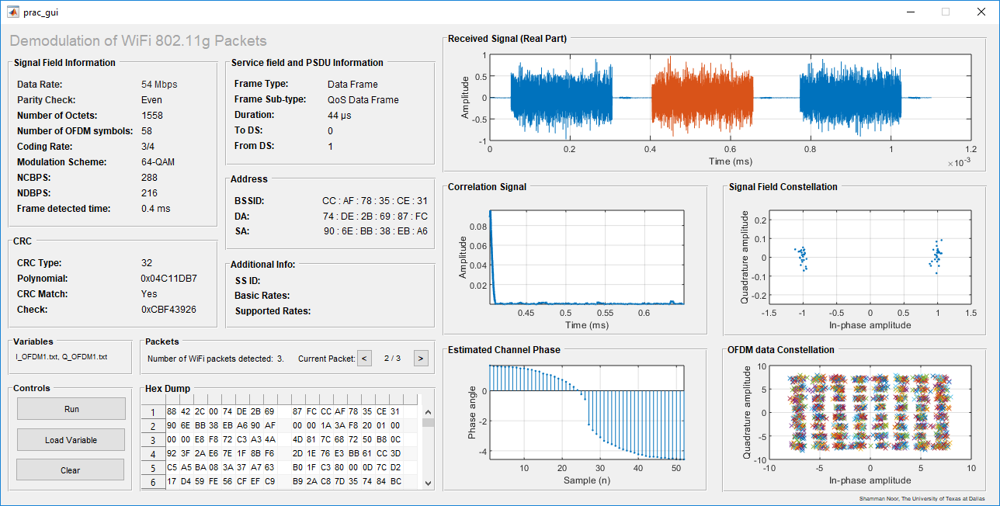 prac_gui
Demodulation of WiFi 802.11g Packets
Signal Field Information
Data Rate: 54 Mbps
Parity Check: Even
Number of Octets: 1558
Number of OFDM symbols: 58
Coding Rate: 3/4
Modulation Scheme: 64-QAM
NCBPS: 288
NDBPS: 216
Frame detected time: 0.4 ms
CRC
CRC Type: 32
Polynomial: 0x04C11DB7
CRC Match: Yes
Check: 0xCBF43926
Variables
I_OFDM1.txt, Q_OFDM1.txt
Controls
Run
Load Variable
Clear
Service field and PSDU Information
Frame Type: Data Frame
Frame Sub-type: QoS Data Frame
Duration: 44 µs
To DS: 0
From DS: 1
Address
BSSID: CC : AF : 78 : 35 : CE : 31
DA: 74 : DE : 2B : 69 : 87 : FC
SA: 90 : 6E : BB : 38 : EB : A6
Additional Info:
SS ID:
Basic Rates:
Supported Rates:
Packets
Number of WiFi packets detected: 3. Current Packet: < 2 / 3 >
Hex Dump
1 88 42 2C 00 74 DE 2B 69 87 FC CC AF 78 35 CE 31
2 90 6E BB 38 EB A6 90 AF 00 00 1A 3A F8 20 01 00
3 00 00 E8 F8 72 C3 A3 4A 4D 81 7C 68 72 50 B8 0C
4 92 3F 2A E6 7E 1F 8B F6 2D 1E 76 E3 BB 61 CC 3D
5 C5 A5 BA 08 3A 37 A7 63 B0 1F C3 80 00 0D 7C D2
6 17 D4 59 FE 56 CF EF C9 B9 2A C8 7D 35 74 84 BC
Received Signal (Real Part)
Amplitude
1
0.5
0
-0.5
-1
0 0.2 0.4 0.6 0.8 1 1.2
Time (ms)
×10-3
Correlation Signal
Amplitude
0.08
0.06
0.04
0.02
0.45 0.5 0.55 0.6
Time (ms)
Signal Field Constellation
Quadrature amplitude
0.2
0.1
0
-0.1
-0.2
-1.5 -1 -0.5 0 0.5 1 1.5
In-phase amplitude
Estimated Channel Phase
Phase angle
0
-2
-4
10 20 30 40 50
Sample (n)
OFDM data Constellation
Quadrature amplitude
10
5
0
-5
-10
-10 -5 0 5 10
In-phase amplitude
Shamman Noor, The University of Texas at Dallas